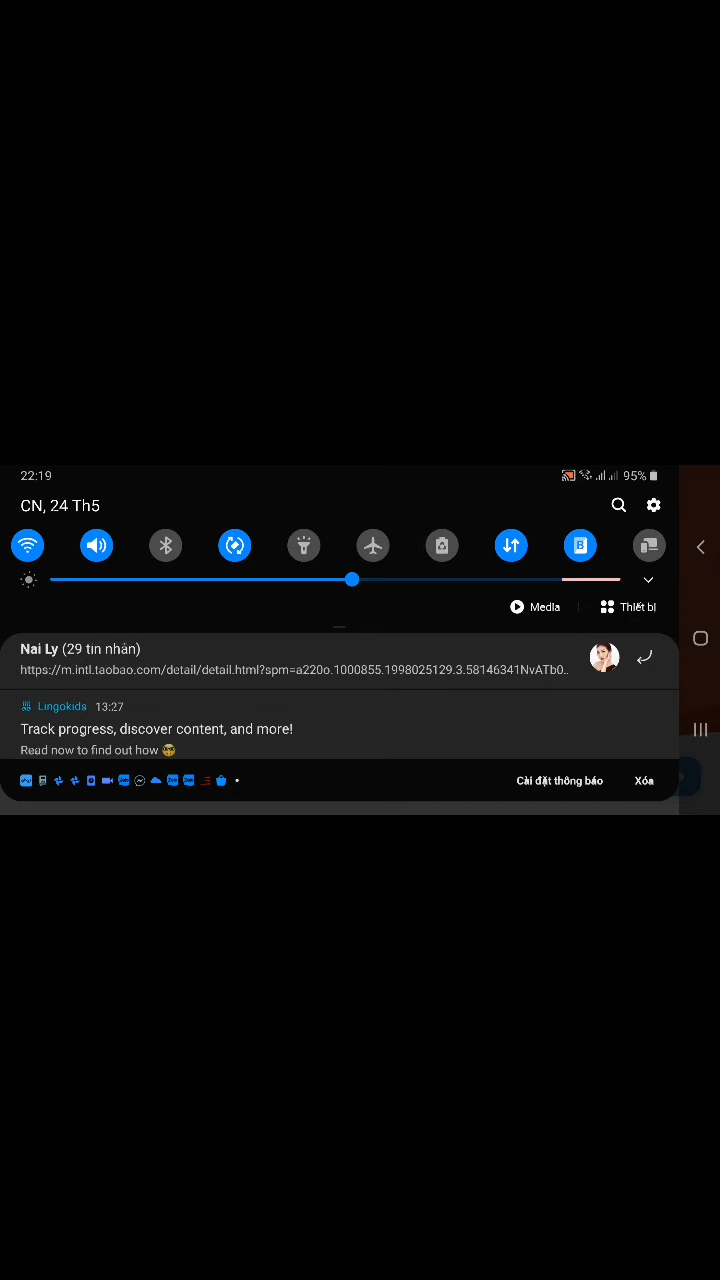 22:19
95%
CN, 24 Th5
B
Media
Thiết bị
Nai Ly (29 tin nhắn)
https://m.intl.taobao.com/detail/detail.html?spm=a220o.1000855.1998025129.3.58146341NvATb0..
Lingokids 13:27
Track progress, discover content, and more!
Read now to find out how
Cài đặt thông báo
Xóa